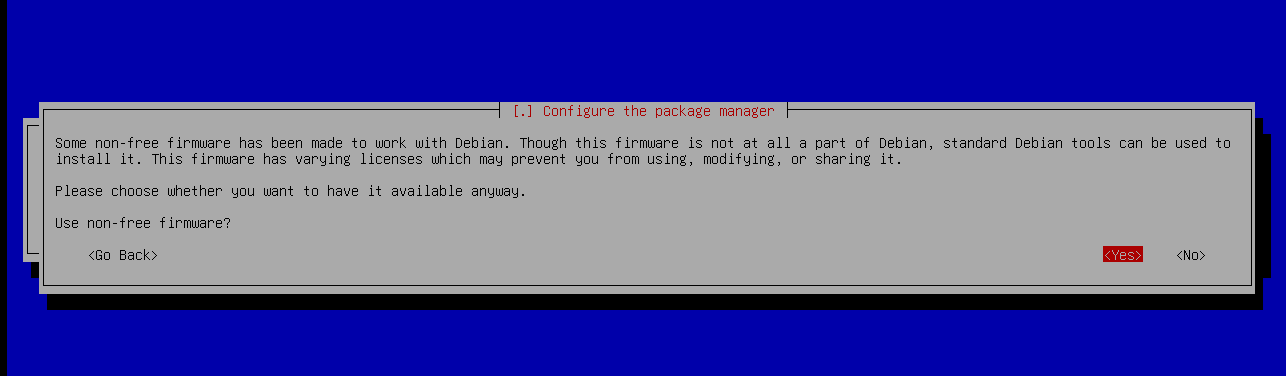 [.] Configure the package manager
Some non-free firmware has been made to work with Debian. Though this firmware is not at all a part of Debian, standard Debian tools can be used to
install it. This firmware has varying licenses which may prevent you from using, modifying, or sharing it.
Please choose whether you want to have it available anyway.
Use non-free firmware?
<Go Back> <Yes> <No>